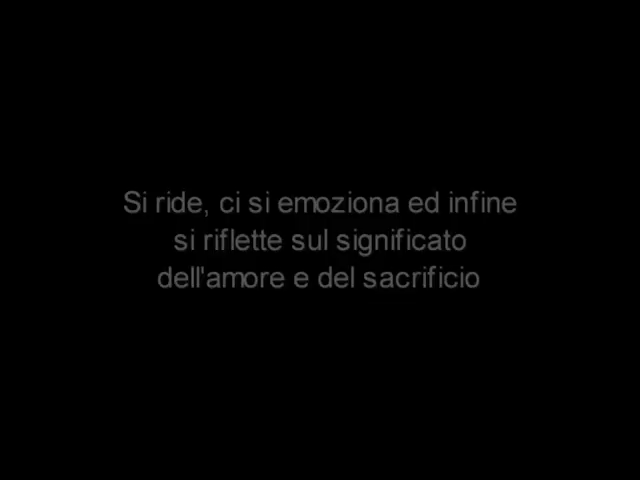 Si ride, ci si emoziona ed infine
si riflette sul significato
dell'amore e del sacrificio